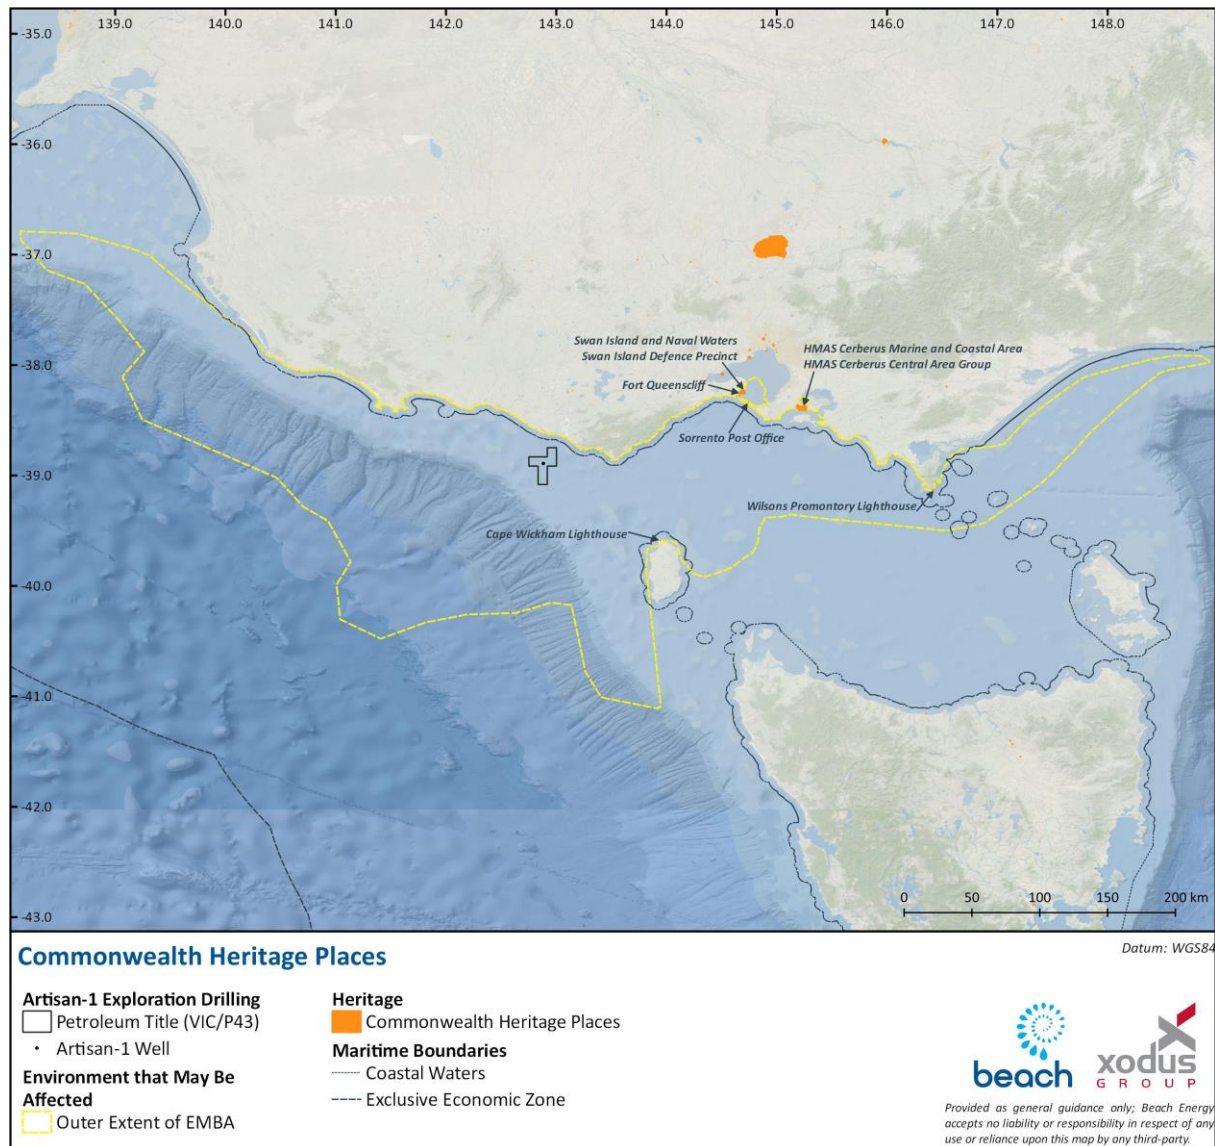 139.0 140.0 141.0 142.0 143.0 144.0 145.0 146.0 147.0 148.0
-35.0
-36.0
-37.0
-38.0
-39.0
-40.0
-41.0
-42.0
-43.0
Swan Island and Naval Waters
Swan Island Defence Precinct
HMAS Cerberus Marine and Coastal Area
HMAS Cerberus Central Area Group
Fort Queenscliff
Sorrento Post Office
Wilsons Promontory Lighthouse
Cape Wickham Lighthouse
0 50 100 150 200 km
Commonwealth Heritage Places
Datum: WGS84
Artisan-1 Exploration Drilling
Petroleum Title (VIC/P43)
Artisan-1 Well
Environment that May Be
Affected
Outer Extent of EMBA
Heritage
Commonwealth Heritage Places
Maritime Boundaries
Coastal Waters
Exclusive Economic Zone
beach
xodus
GROUP
Provided as general guidance only; Beach Energy
accepts no liability or responsibility in respect of any
use or reliance upon this map by any third-party.